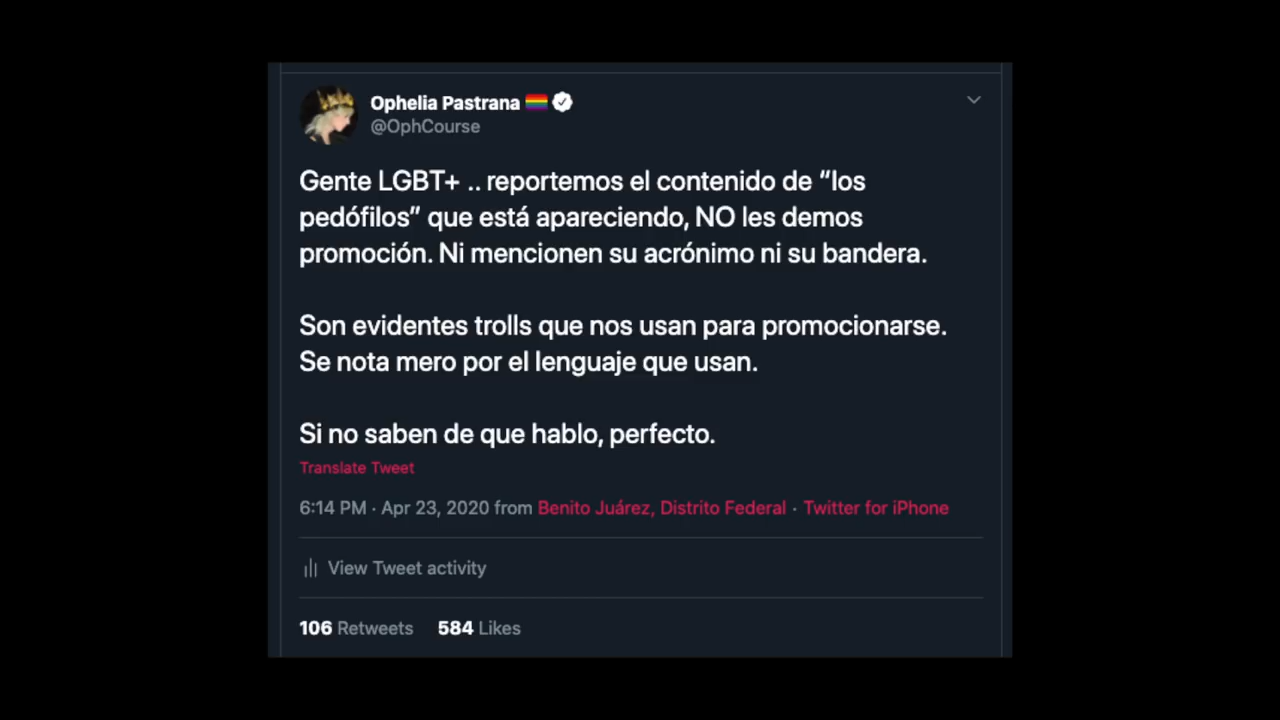 Ophelia Pastrana 🏳️‍🌈
@OphCourse
Gente LGBT+ .. reportemos el contenido de “los
pedófilos” que está apareciendo, NO les demos
promoción. Ni mencionen su acrónimo ni su bandera.
Son evidentes trolls que nos usan para promocionarse.
Se nota mero por el lenguaje que usan.
Si no saben de que hablo, perfecto.
Translate Tweet
6:14 PM · Apr 23, 2020 from Benito Juárez, Distrito Federal · Twitter for iPhone
View Tweet activity
106 Retweets 584 Likes